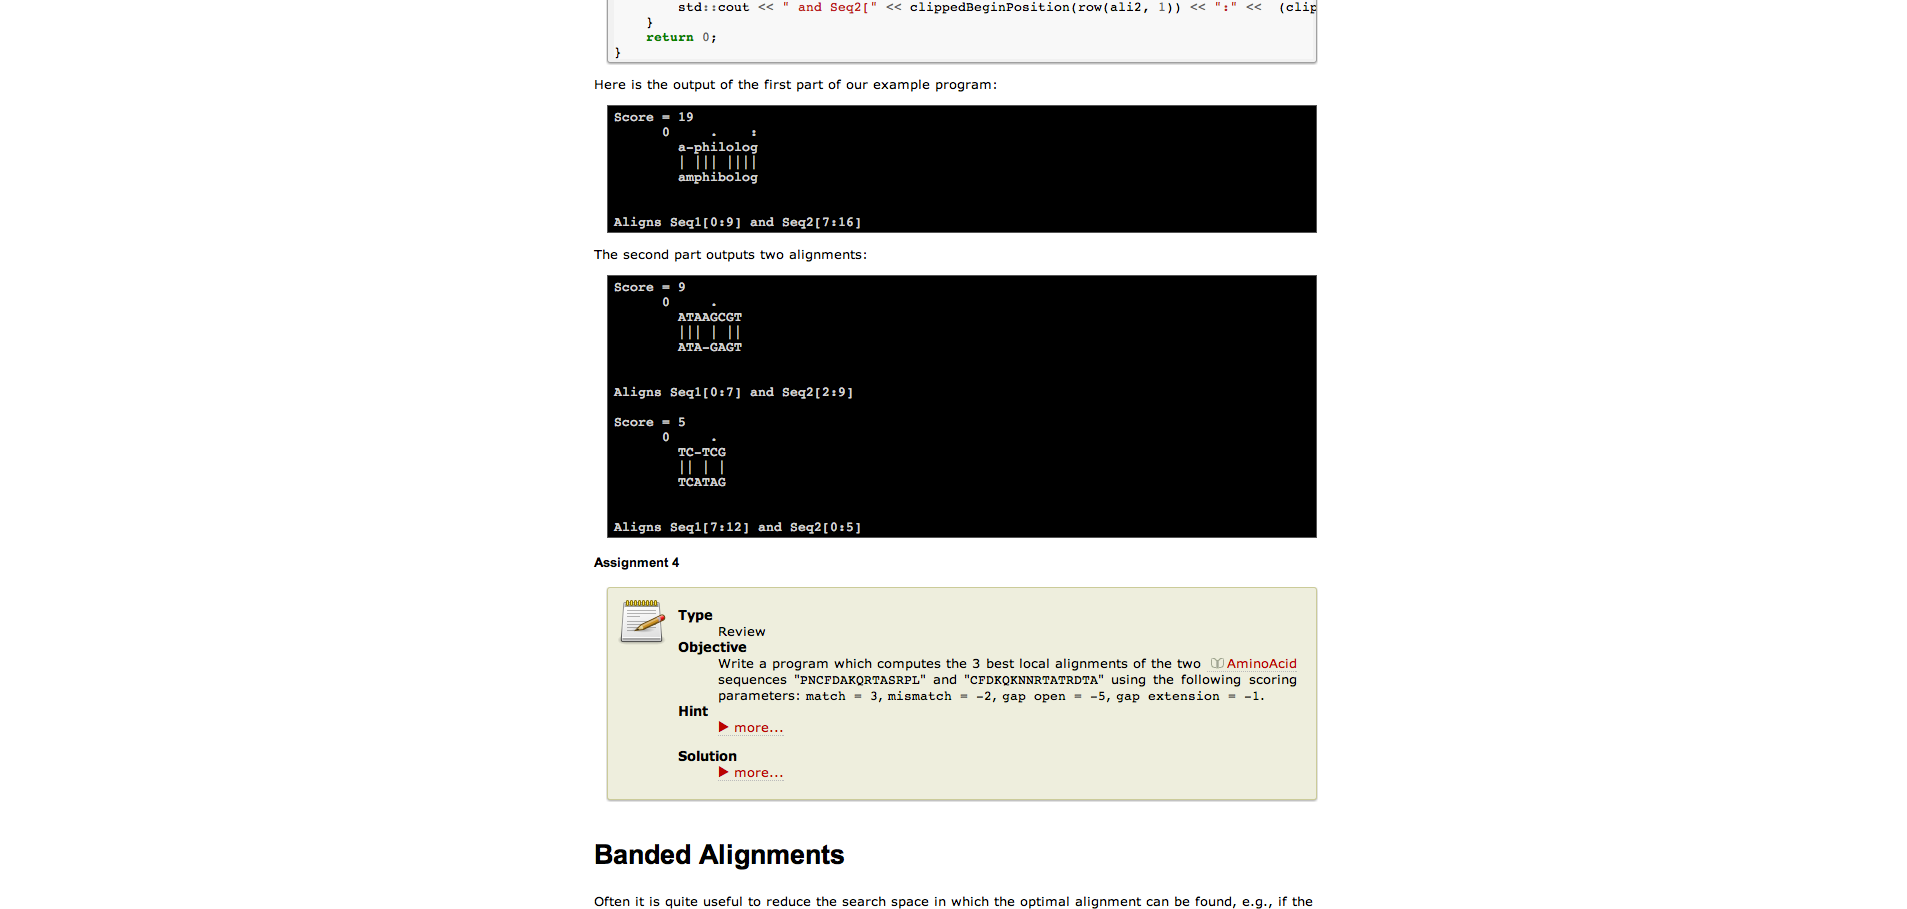 std::cout << " and Seq2[" << clippedBeginPosition(row(ali2, 1)) << ":" << (clip
}
return 0;
}
Here is the output of the first part of our example program:
Score = 19
0 . :
a-philolog
| ||| ||||
amphibolog
Aligns Seq1[0:9] and Seq2[7:16]
The second part outputs two alignments:
Score = 9
0 .
ATAAGCGT
||| | ||
ATA-GAGT
Aligns Seq1[0:7] and Seq2[2:9]
Score = 5
0 .
TC-TCG
|| | |
TCATAG
Aligns Seq1[7:12] and Seq2[0:5]
Assignment 4
Type
Review
Objective
Write a program which computes the 3 best local alignments of the two AminoAcid
sequences "PNCFDAKQRTASRPL" and "CFDKQKNNRTATRDTA" using the following scoring
parameters: match = 3, mismatch = -2, gap open = -5, gap extension = -1.
Hint
▶ more...
Solution
▶ more...
Banded Alignments
Often it is quite useful to reduce the search space in which the optimal alignment can be found, e.g., if the